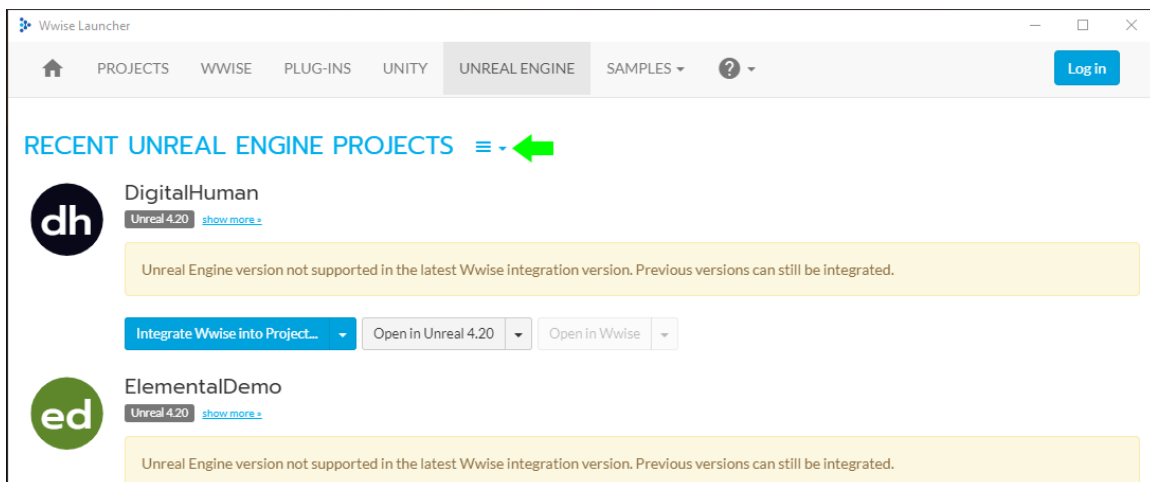 Wwise Launcher
PROJECTS WWISE PLUG-INS UNITY UNREAL ENGINE SAMPLES ? Log in
RECENT UNREAL ENGINE PROJECTS
dh
DigitalHuman
Unreal 4.20 show more »
Unreal Engine version not supported in the latest Wwise integration version. Previous versions can still be integrated.
Integrate Wwise into Project... Open in Unreal 4.20 Open in Wwise
ed
ElementalDemo
Unreal 4.20 show more »
Unreal Engine version not supported in the latest Wwise integration version. Previous versions can still be integrated.